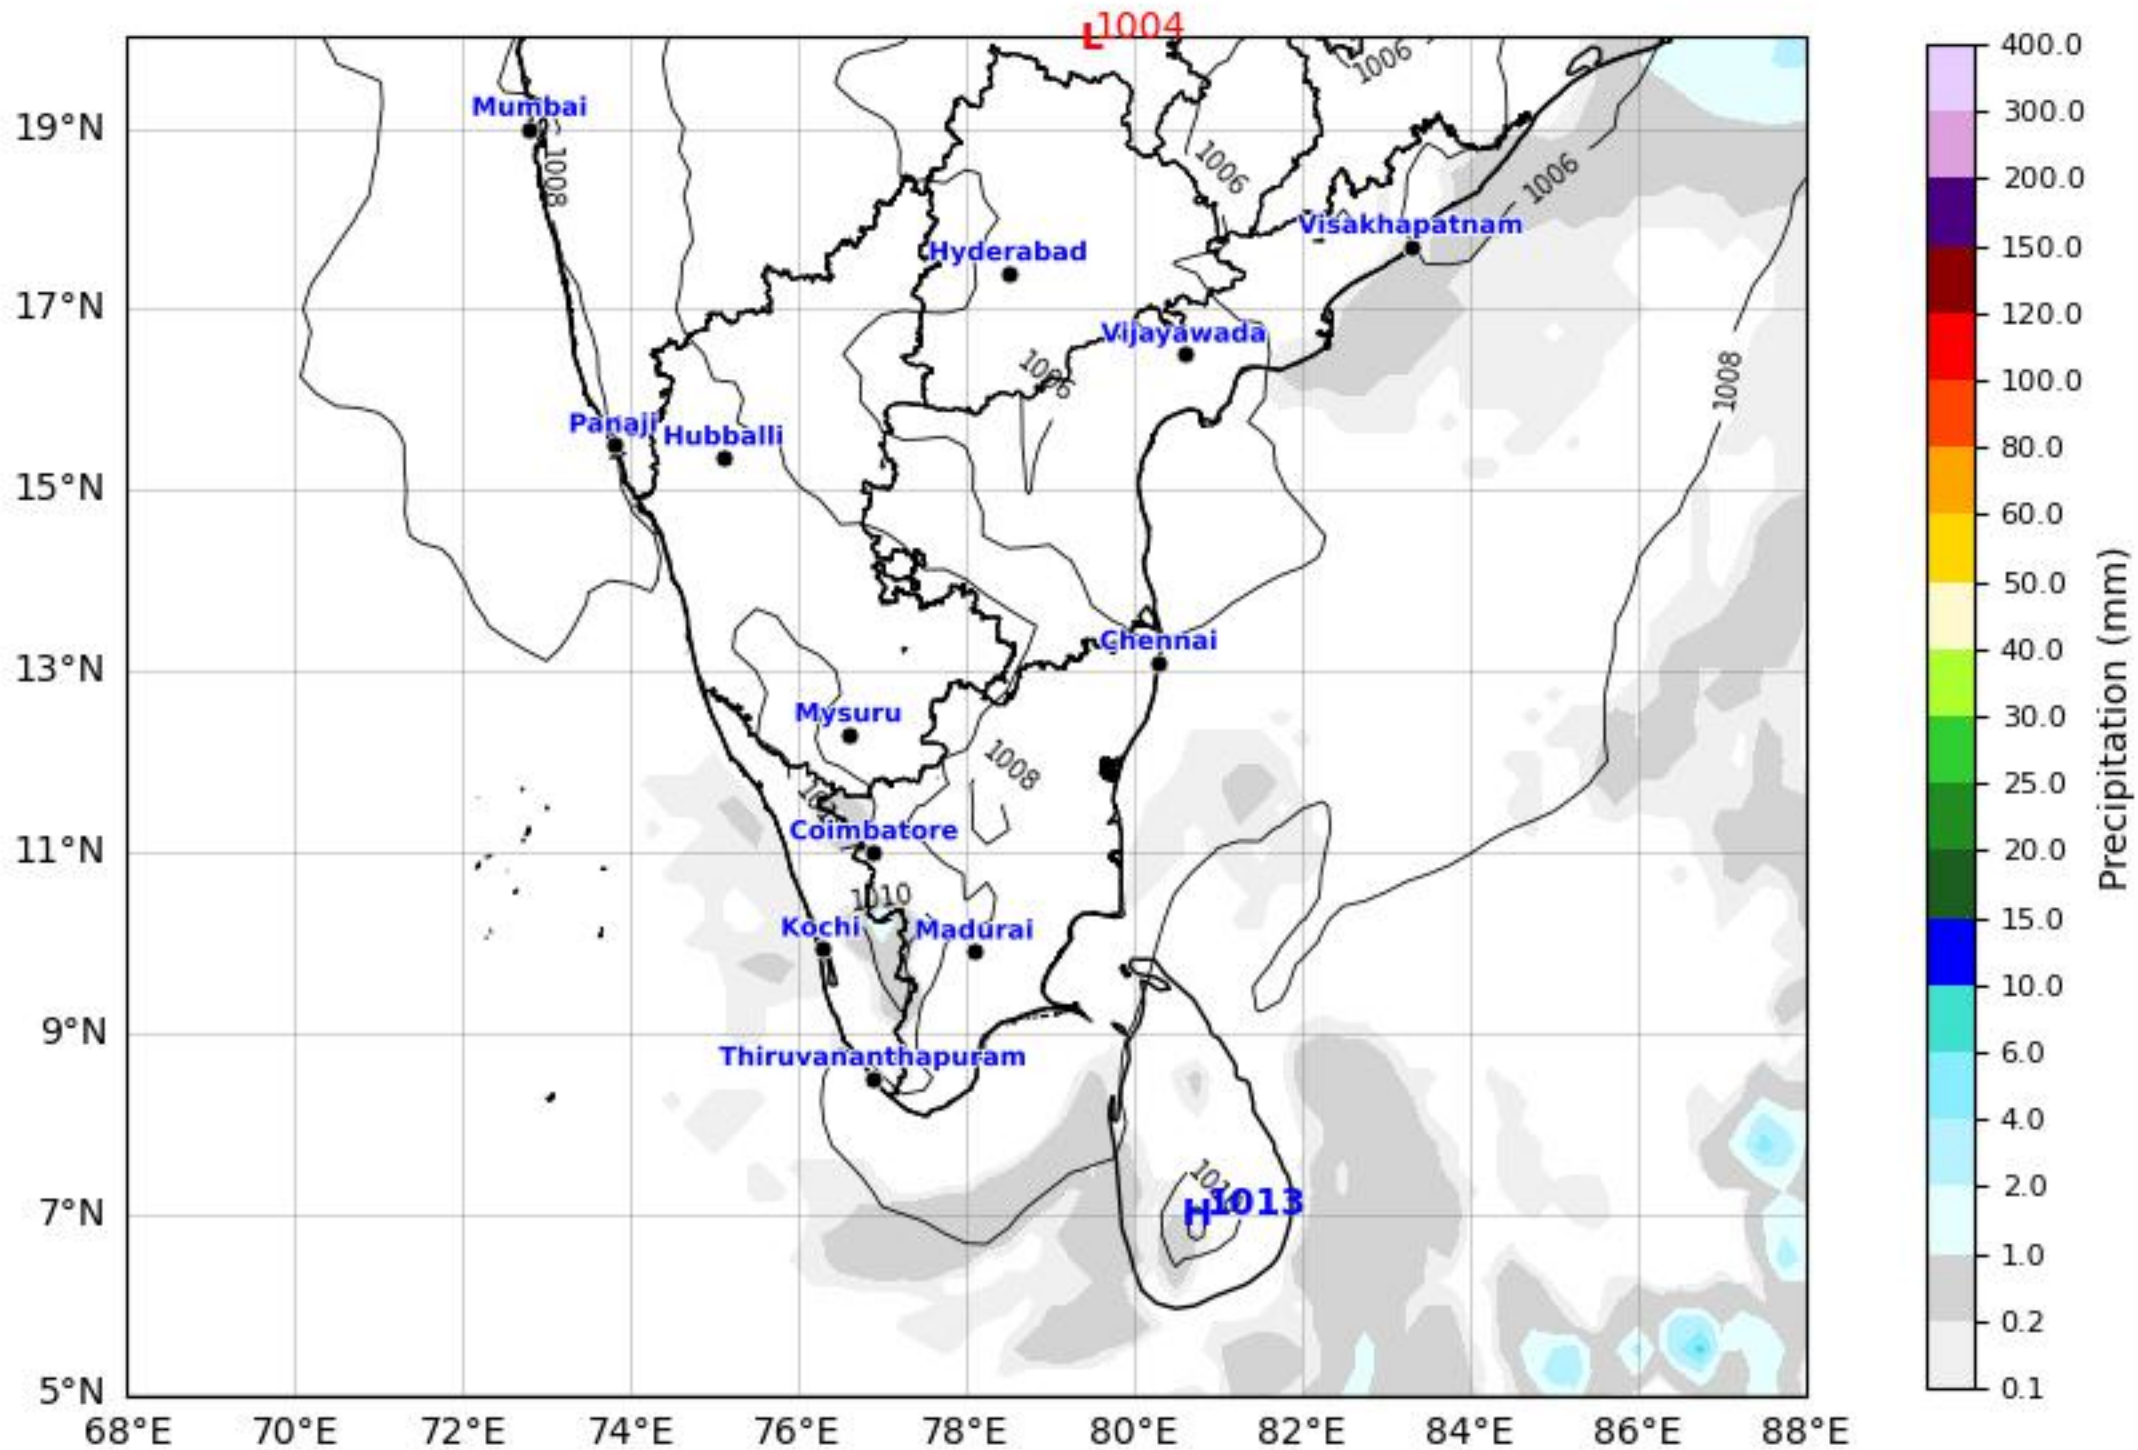 L1004
400.0
1006
300.0
Mumbai
19°N
1008
1006
1006
200.0
Visakhapatnam
150.0
Hyderabad
17°N
120.0
Vijayawada
1006
1008
100.0
Panaji
Hubballi
80.0
15°N
60.0
50.0
Chennai
40.0
13°N
Mysuru
30.0
1008
25.0
Coimbatore
11°N
20.0
1010
15.0
Kochi
Madurai
10.0
9°N
6.0
Thiruvananthapuram
4.0
7°N
H1013
2.0
1.0
0.2
5°N
0.1
68°E
70°E
72°E
74°E
76°E
78°E
80°E
82°E
84°E
86°E
88°E
Precipitation (mm)